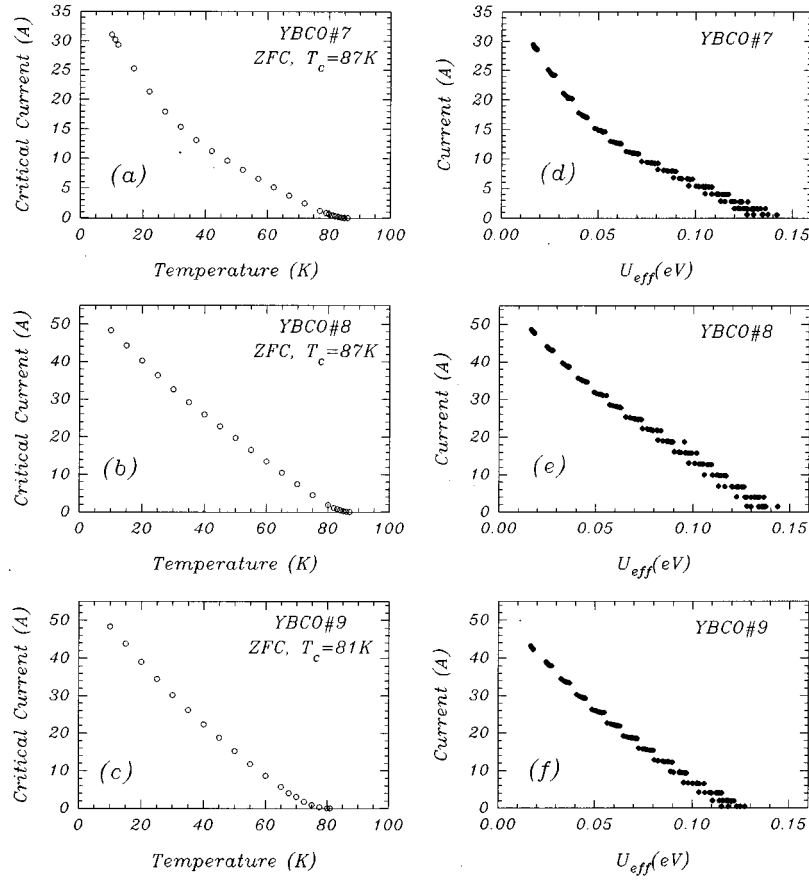 YBCO#7
ZFC, T_c=87K
Critical Current (A)
35
30
25
20
15
10
5
0
(a)
0 20 40 60 80 100
Temperature (K)
YBCO#7
Current (A)
35
30
25
20
15
10
5
0
(d)
0.00 0.05 0.10 0.15
U_eff(eV)
YBCO#8
ZFC, T_c=87K
Critical Current (A)
50
40
30
20
10
0
(b)
0 20 40 60 80 100
Temperature (K)
YBCO#8
Current (A)
50
40
30
20
10
0
(e)
0.00 0.05 0.10 0.15
U_eff(eV)
YBCO#9
ZFC, T_c=81K
Critical Current (A)
50
40
30
20
10
0
(c)
0 20 40 60 80 100
Temperature (K)
YBCO#9
Current (A)
50
40
30
20
10
0
(f)
0.00 0.05 0.10 0.15
U_eff(eV)